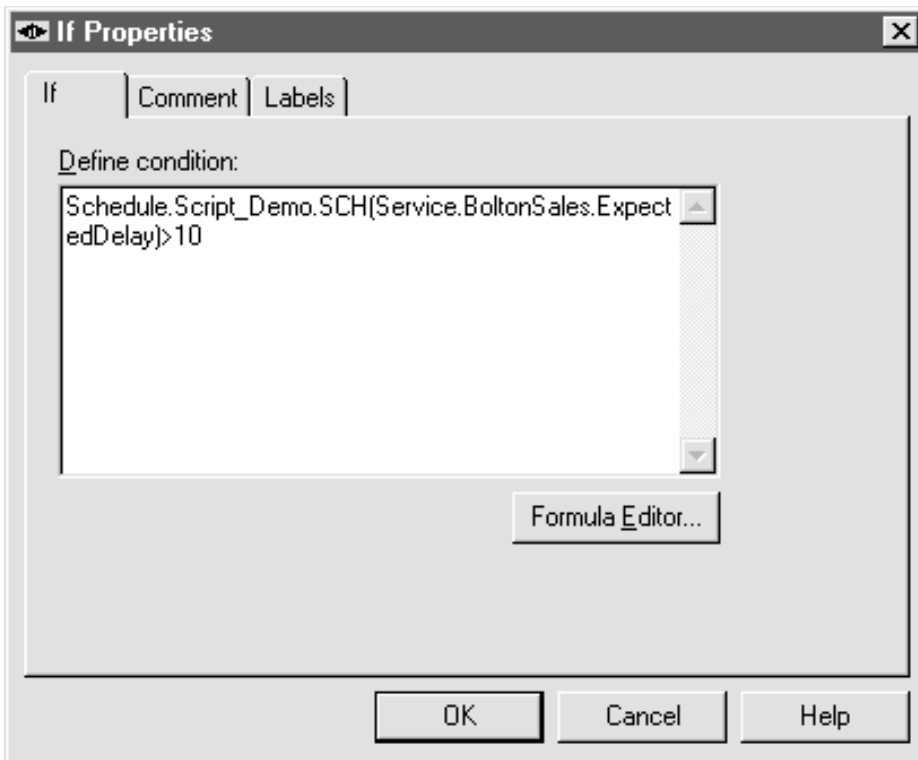 If Properties
If Comment Labels
Define condition:
Schedule.Script_Demo.SCH(Service.BoltonSales.Expect
edDelay)>10
Formula Editor...
OK Cancel Help